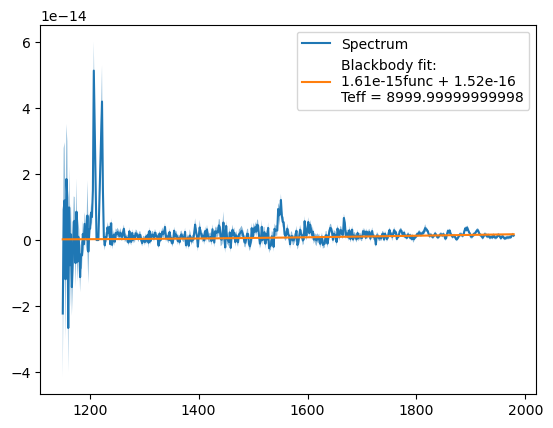 1e−14
Spectrum
Blackbody fit:
1.61e-15func + 1.52e-16
Teff = 8999.99999999998
6
4
2
0
−2
−4
1200
1400
1600
1800
2000